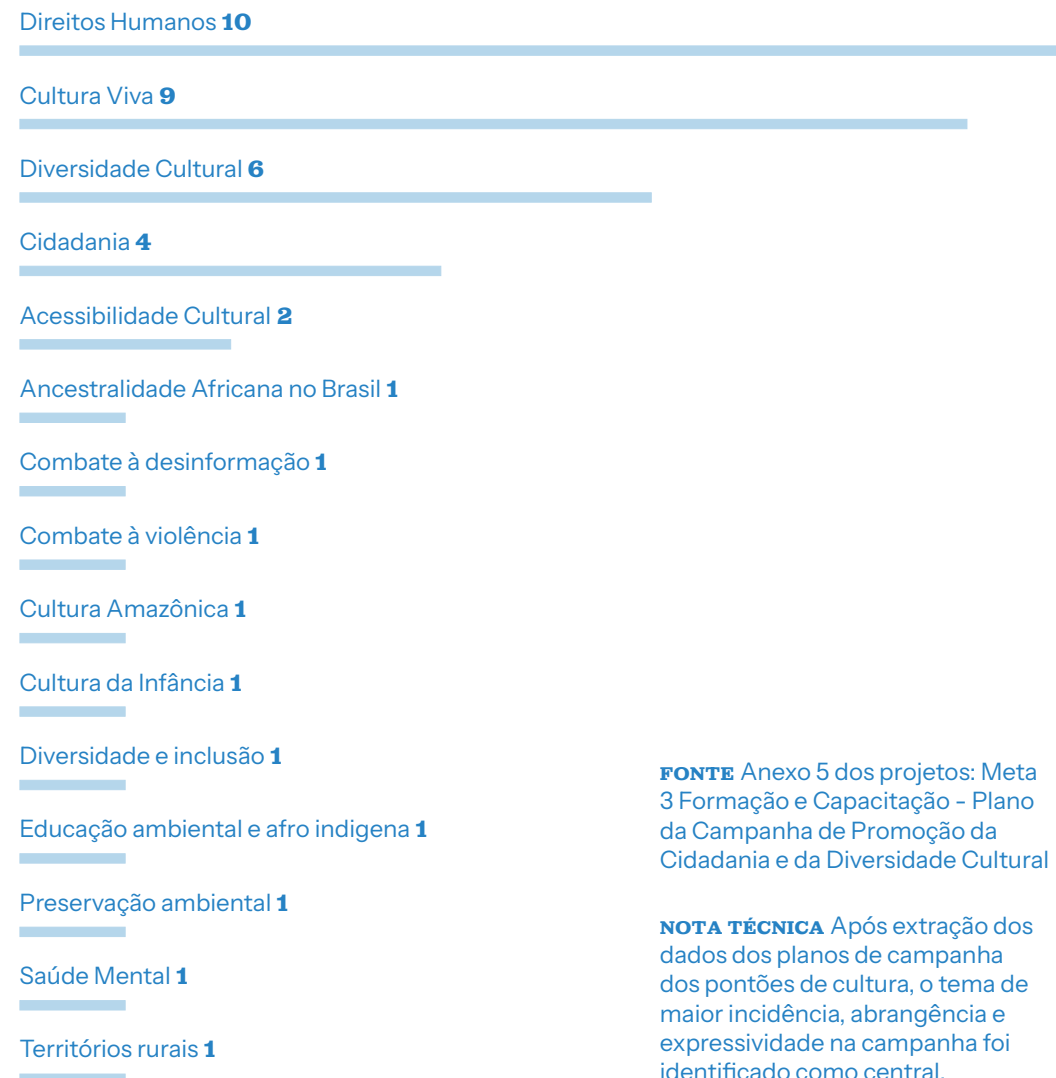 Direitos Humanos 10
Cultura Viva 9
Diversidade Cultural 6
Cidadania 4
Acessibilidade Cultural 2
Ancestralidade Africana no Brasil 1
Combate à desinformação 1
Combate à violência 1
Cultura Amazônica 1
Cultura da Infância 1
Diversidade e inclusão 1
Educação ambiental e afro indigena 1
Preservação ambiental 1
Saúde Mental 1
Territórios rurais 1
FONTE Anexo 5 dos projetos: Meta
3 Formação e Capacitação - Plano
da Campanha de Promoção da
Cidadania e da Diversidade Cultural
NOTA TÉCNICA Após extração dos
dados dos planos de campanha
dos pontões de cultura, o tema de
maior incidência, abrangência e
expressividade na campanha foi
identificado como central.